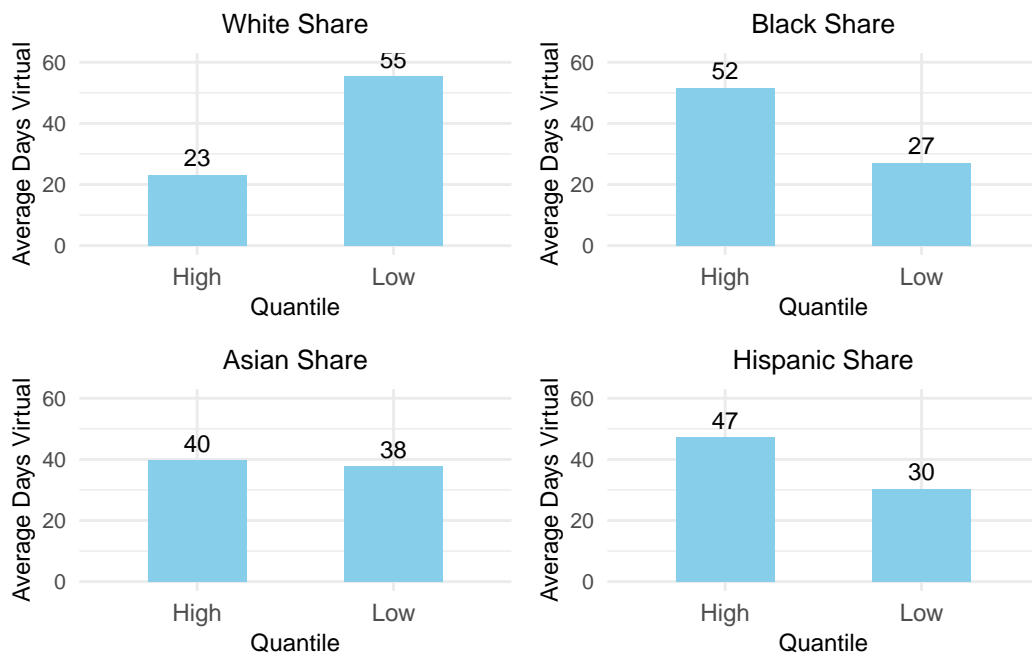 White Share
Average Days Virtual
60
40
20
0
23
55
High
Low
Quantile
Black Share
Average Days Virtual
60
40
20
0
52
27
High
Low
Quantile
Asian Share
Average Days Virtual
60
40
20
0
40
38
High
Low
Quantile
Hispanic Share
Average Days Virtual
60
40
20
0
47
30
High
Low
Quantile